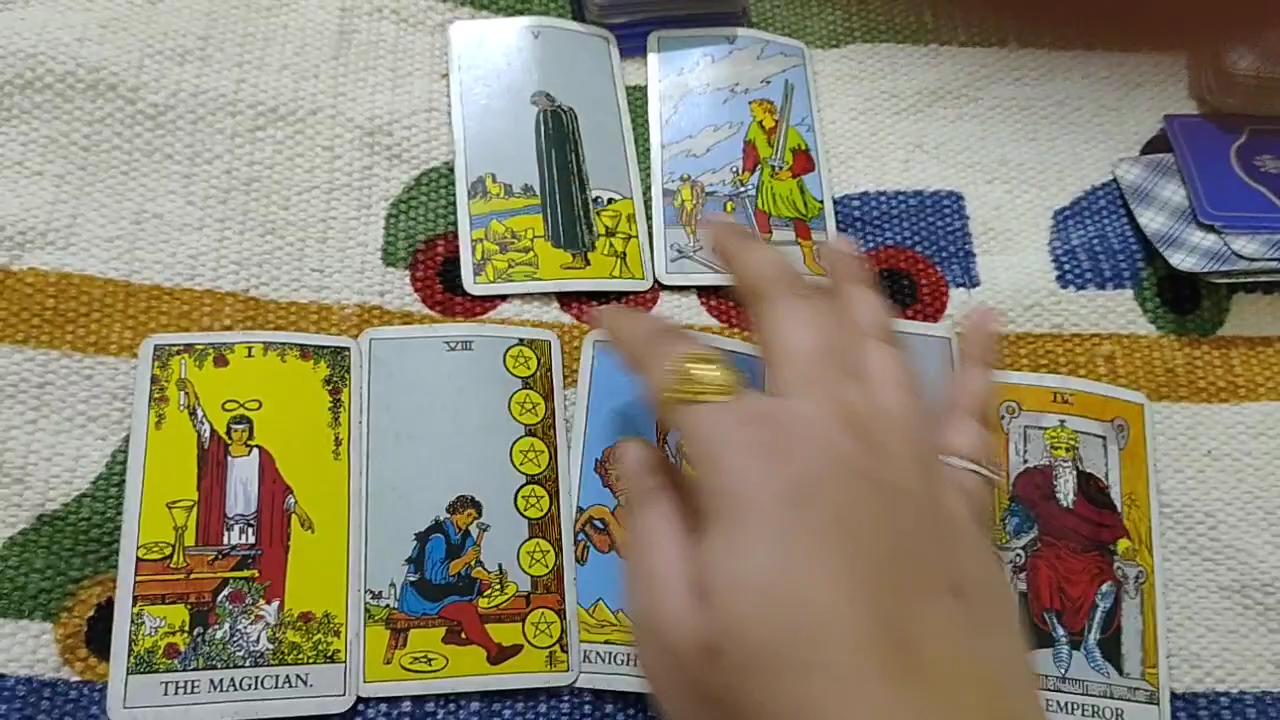 V
V
I
THE MAGICIAN.
VIII
KNIGH
IV.
EMPEROR